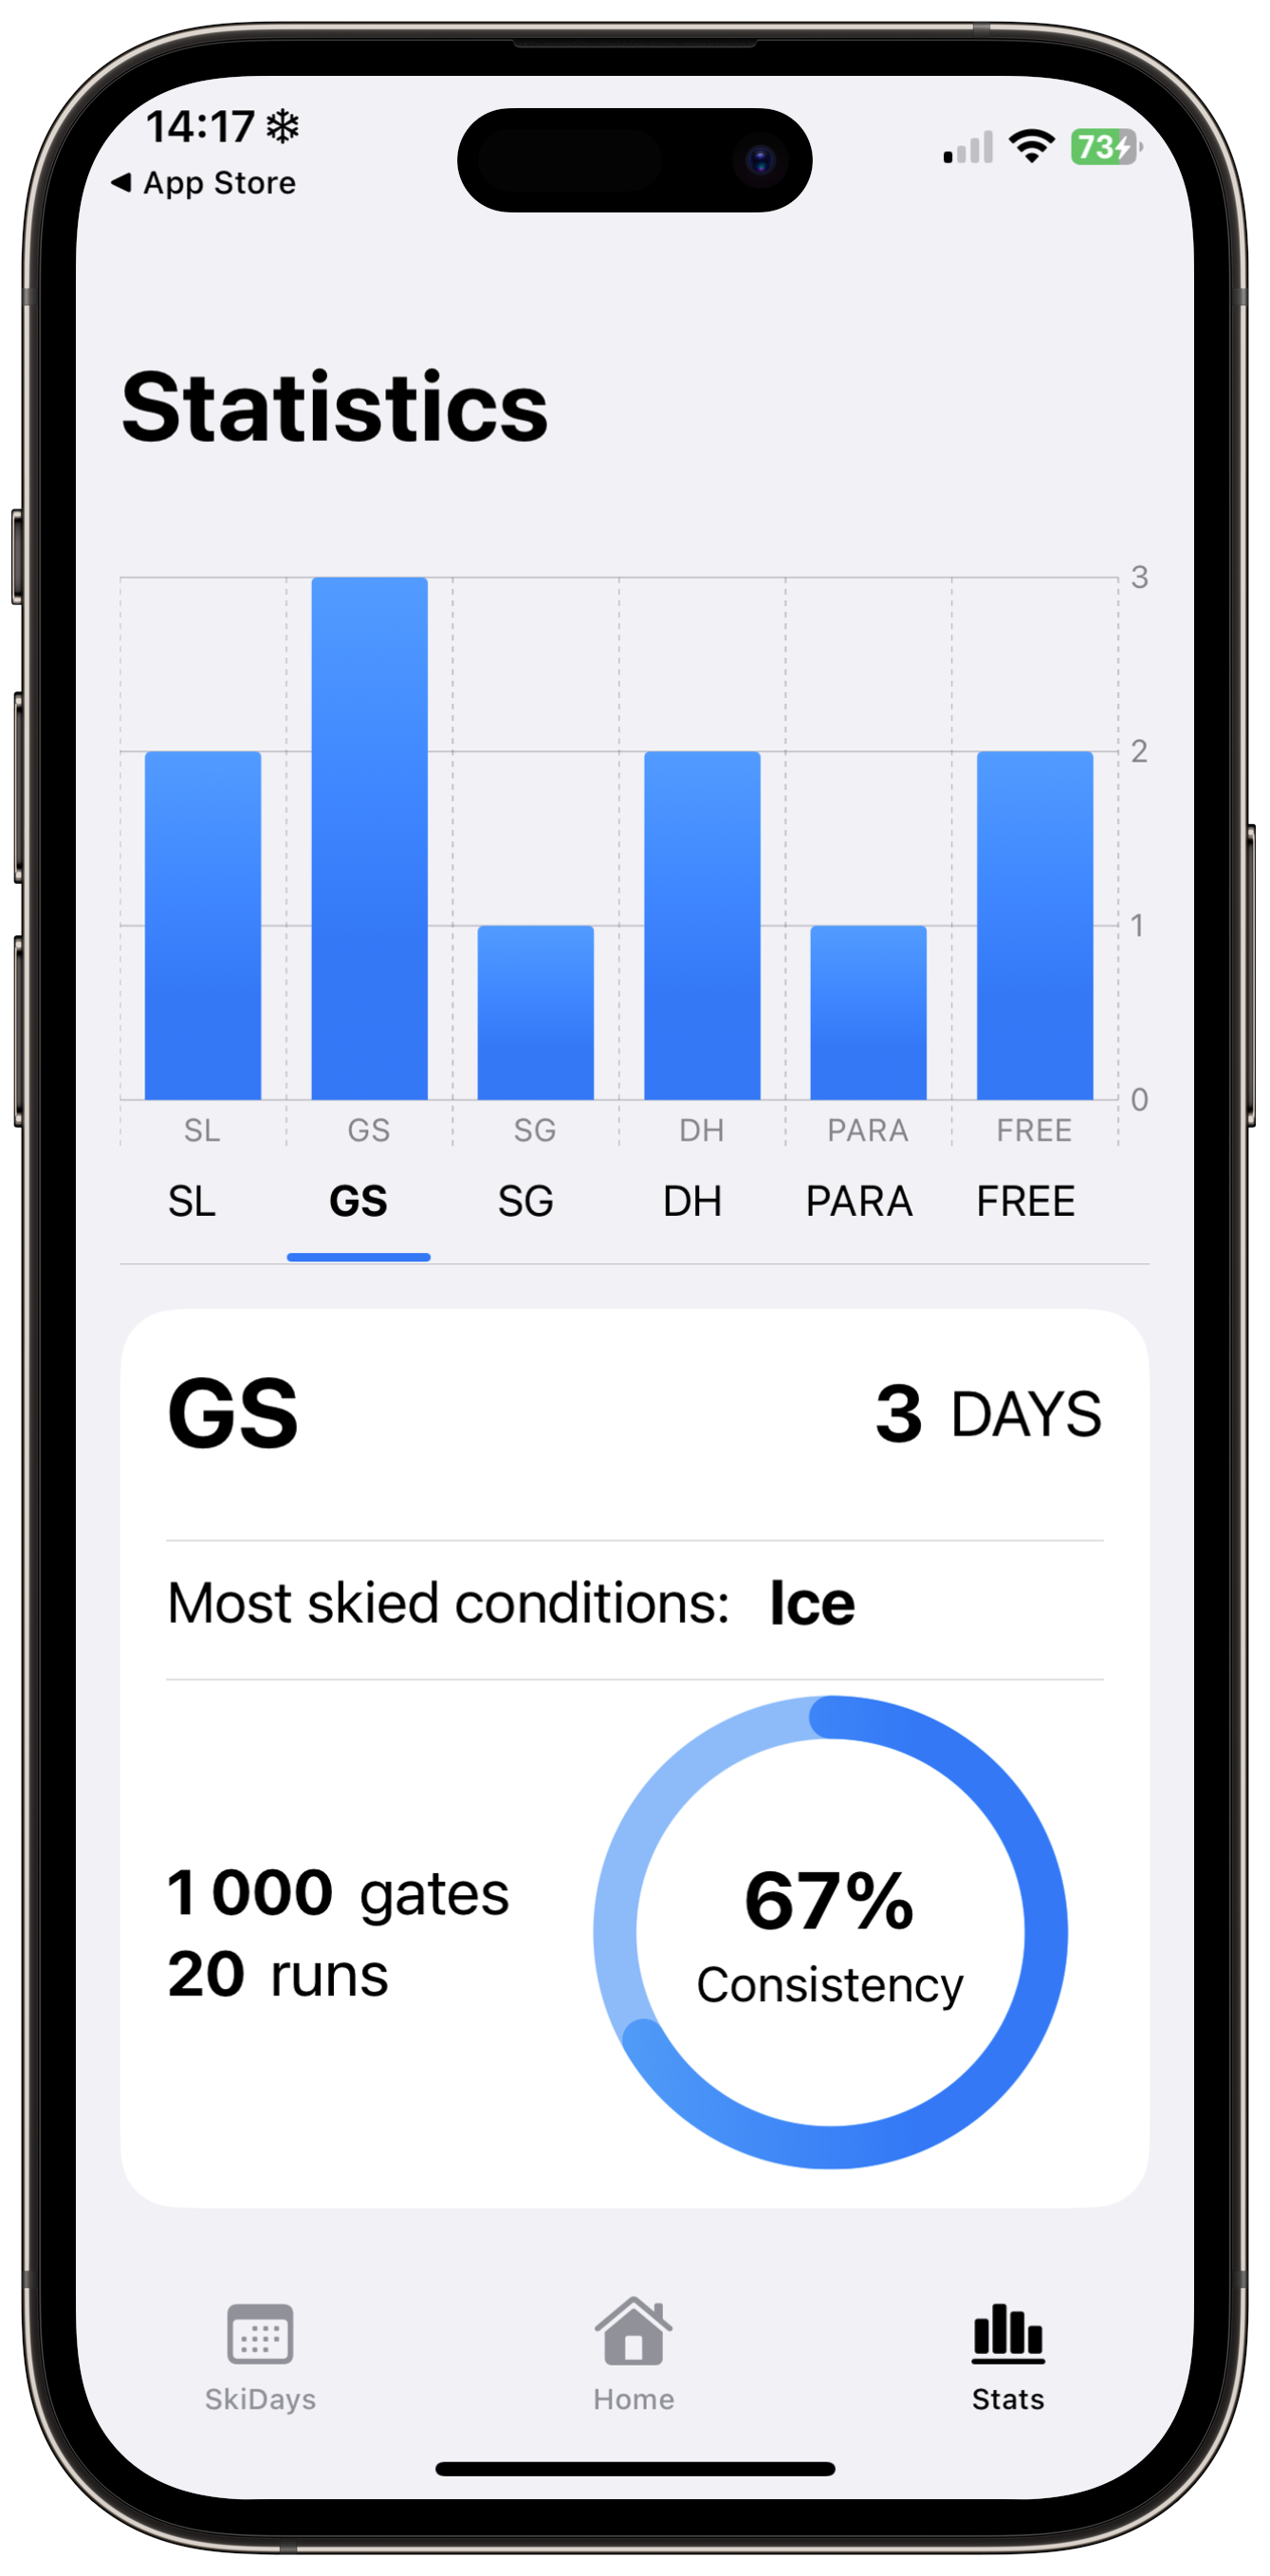 14:17
73
App Store
Statistics
3
2
1
0
SL GS SG DH PARA FREE
SL GS SG DH PARA FREE
GS 3 DAYS
Most skied conditions: Ice
67%
1 000 gates
Consistency
20 runs
SkiDays Home Stats